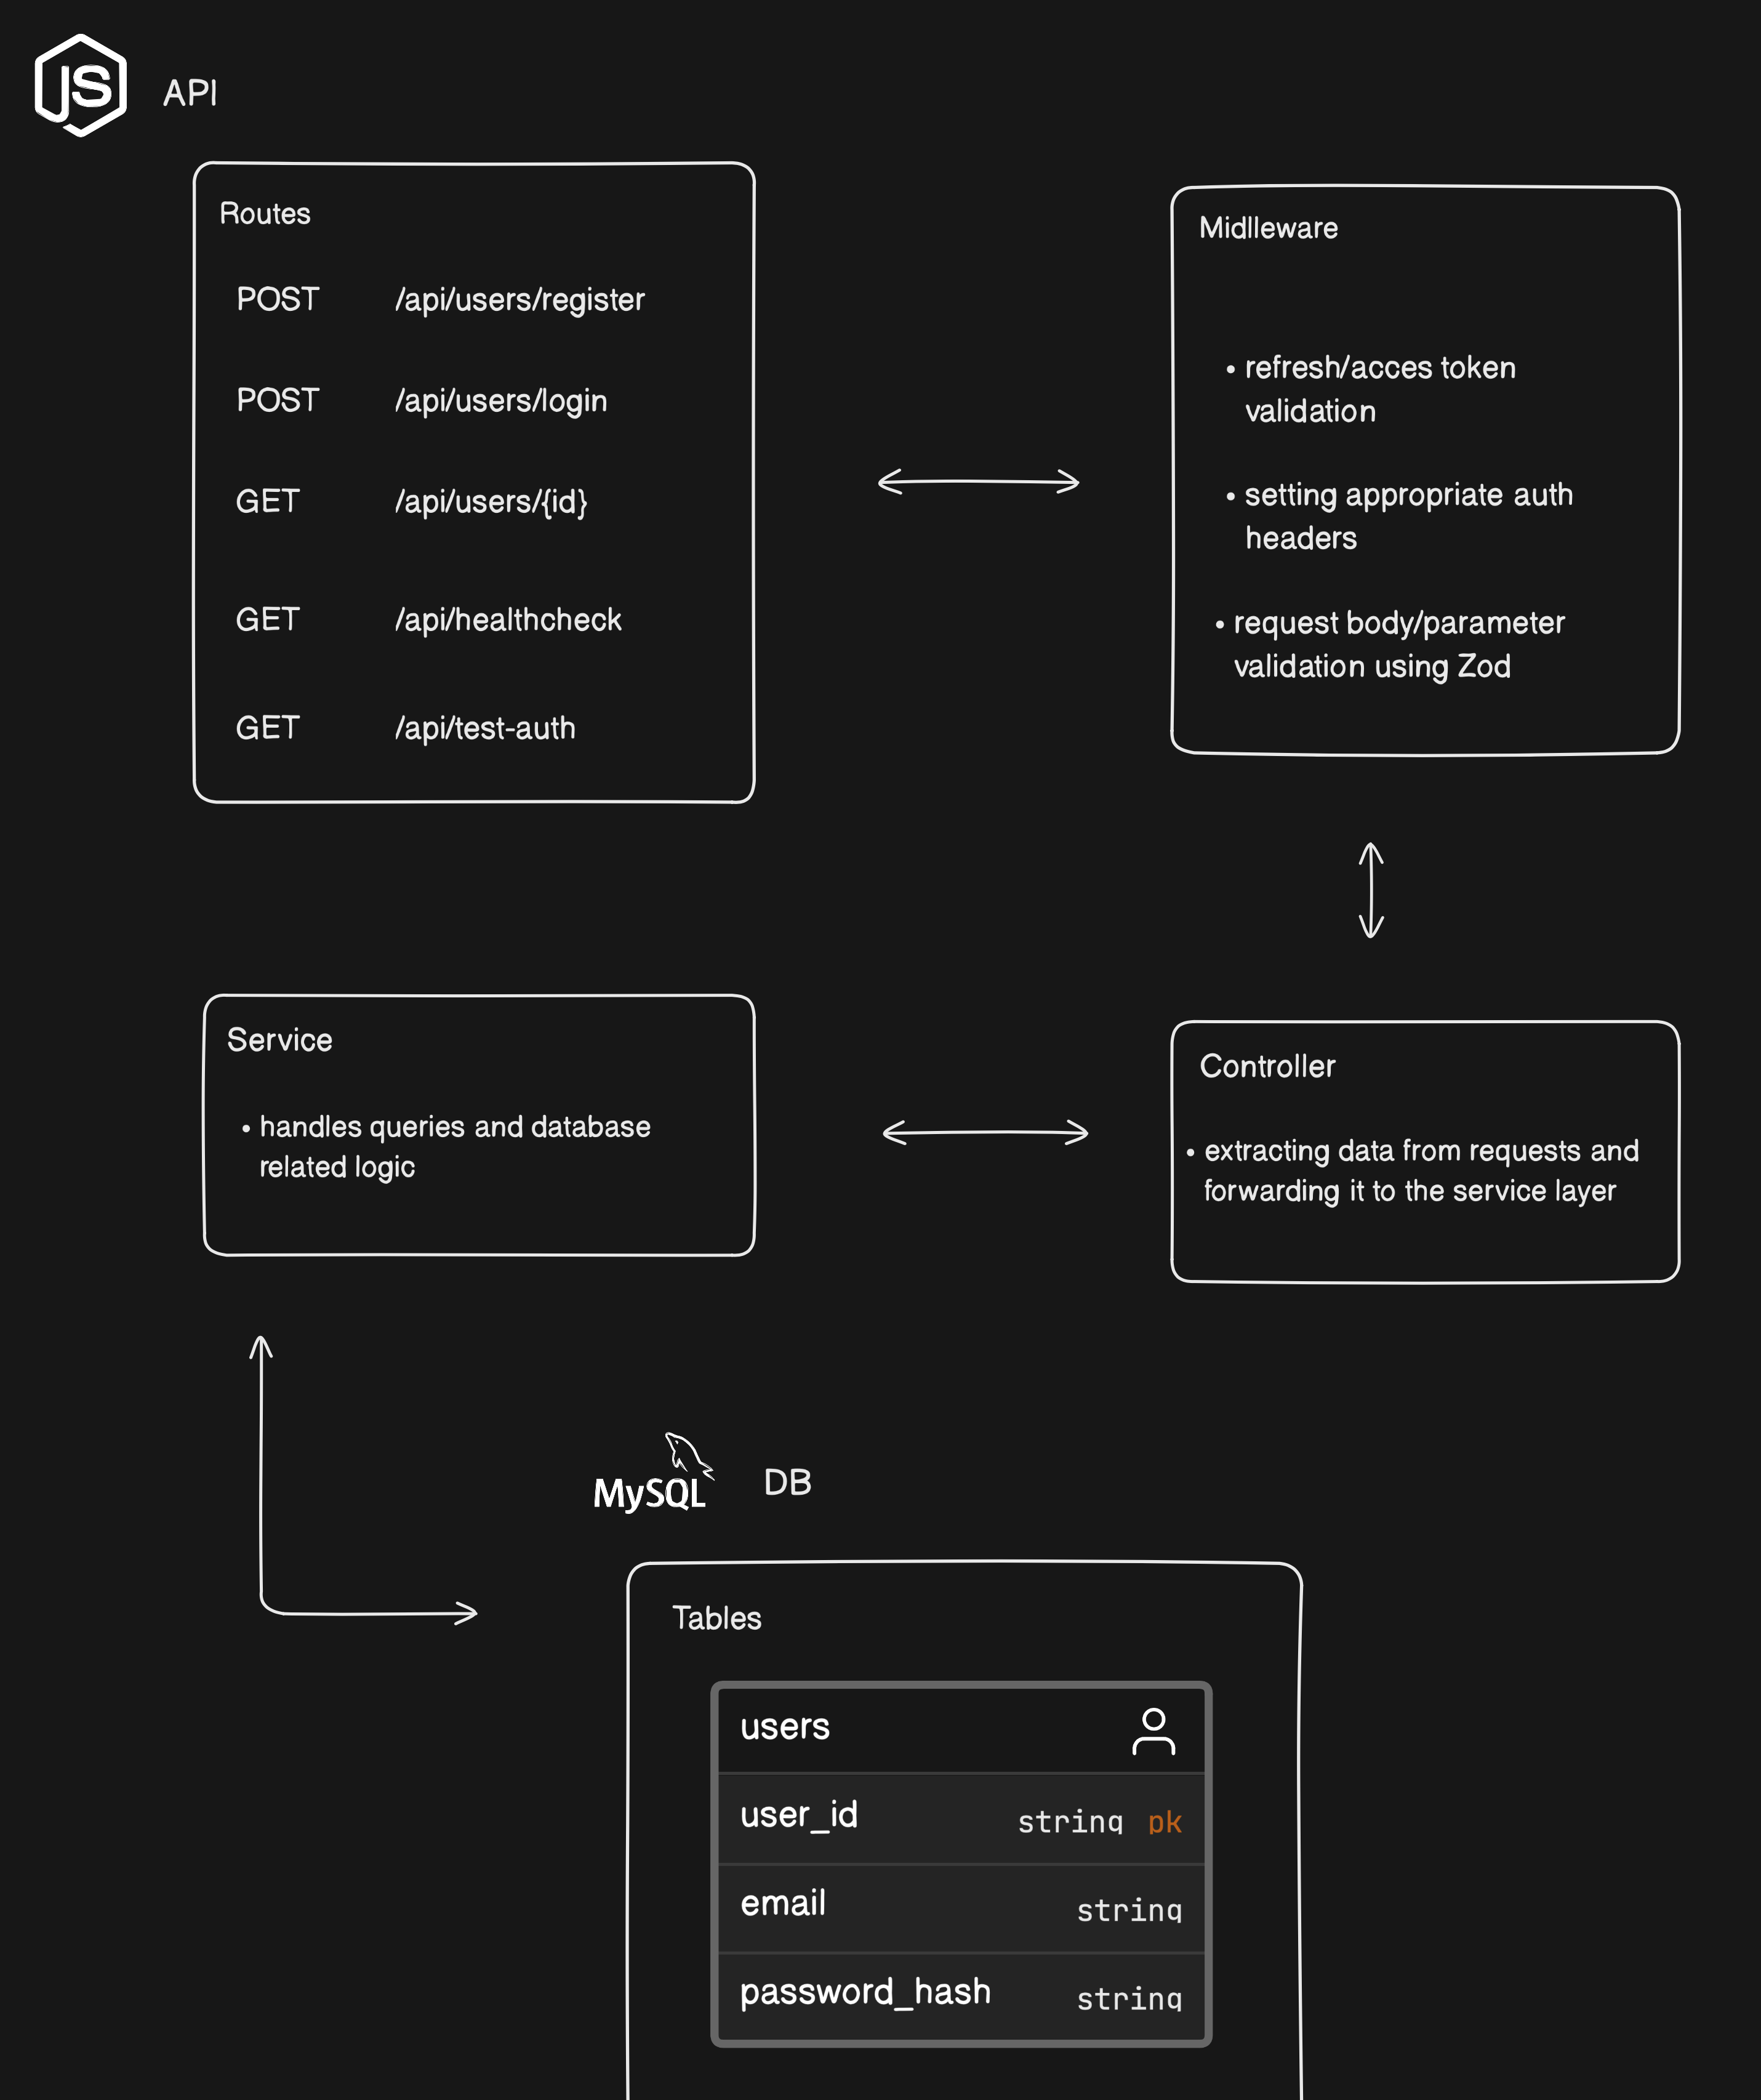 JS API
Routes
POST /api/users/register
POST /api/users/login
GET /api/users/{id}
GET /api/healthcheck
GET /api/test-auth
Midlleware
• refresh/acces token
validation
• setting appropriate auth
headers
• request body/parameter
validation using Zod
Service
• handles queries and database
related logic
Controller
• extracting data from requests and
forwarding it to the service layer
MySQL DB
Tables
users
user_id string pk
email string
password_hash string